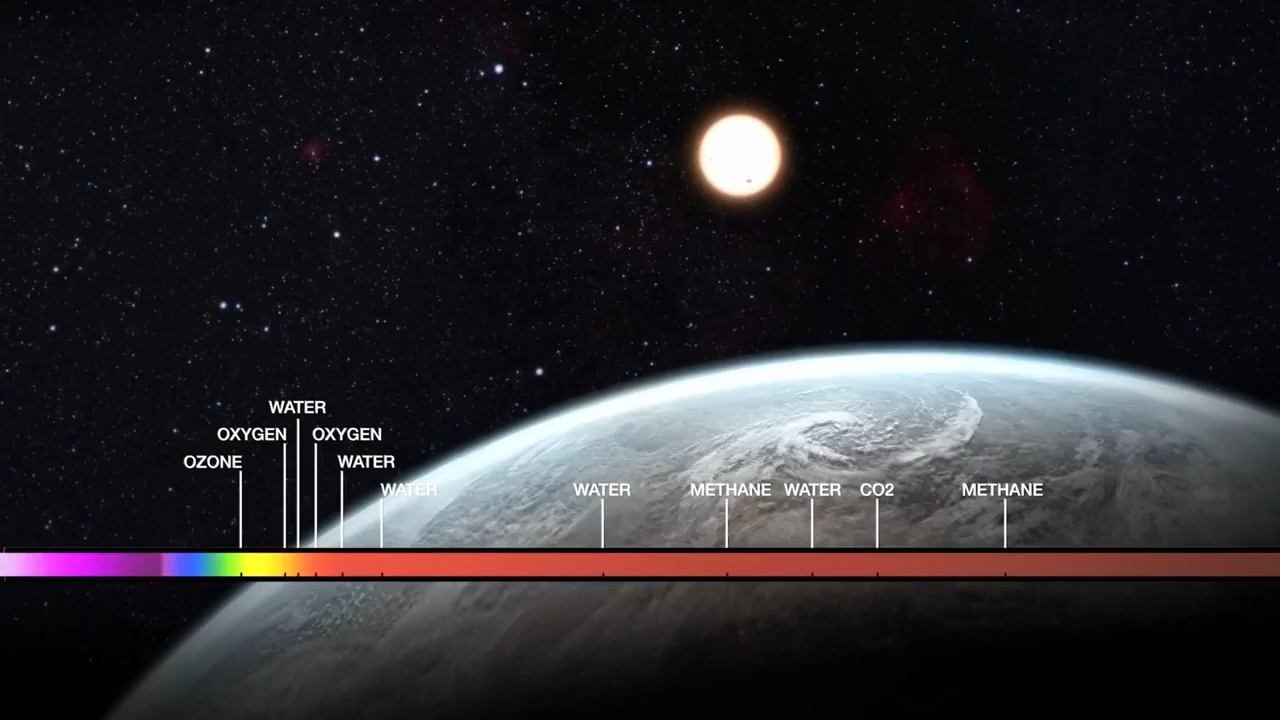 WATER
OXYGEN OXYGEN
OZONE WATER
WATER WATER METHANE WATER CO2 METHANE